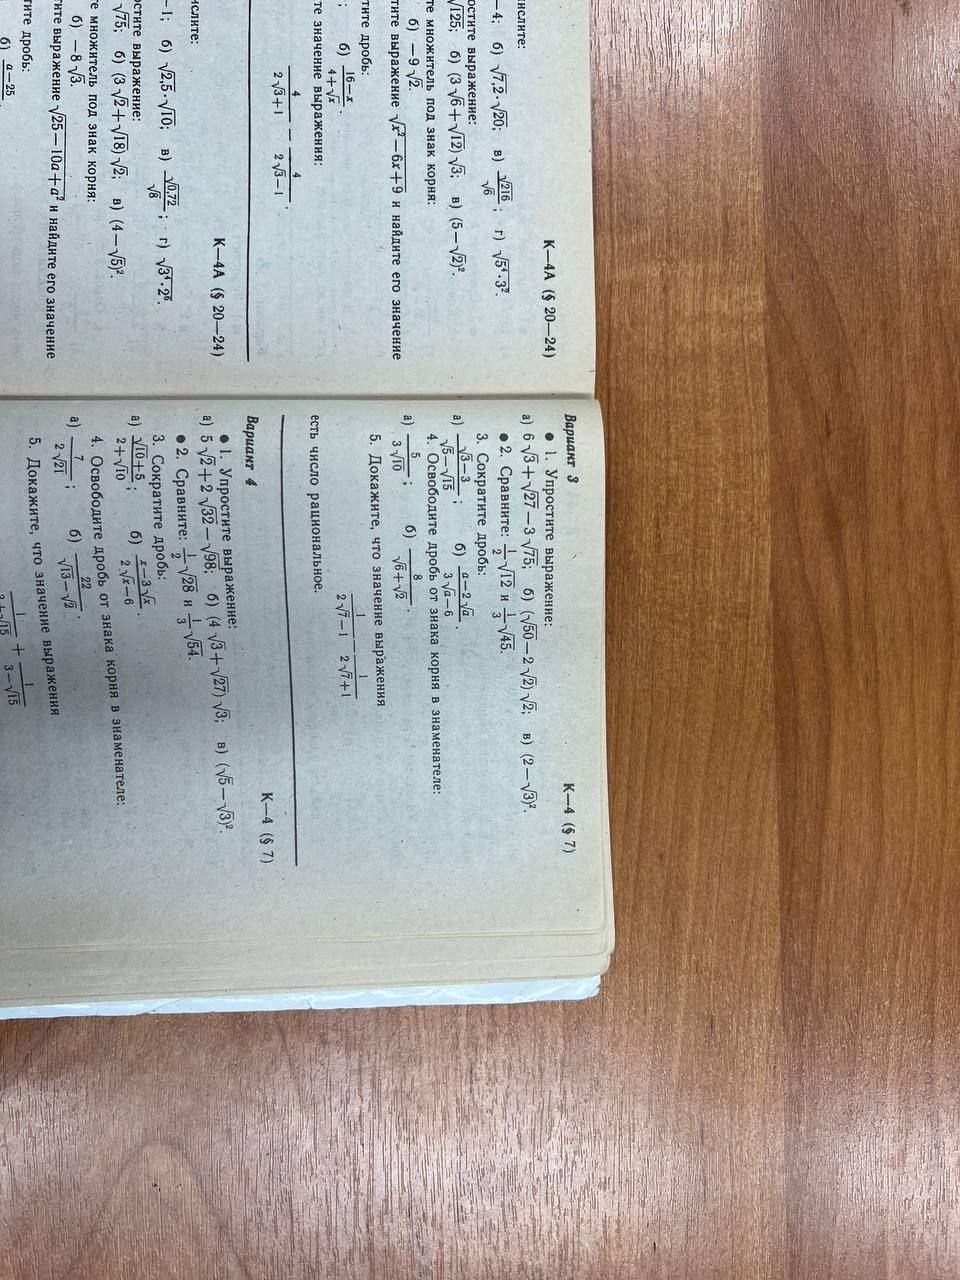 числите:
— 4; б) √7,2·√20; в) √216/√6; г) √5⁴·3².
ростите выражение:
√125; б) (3√6+√12)√3; в) (5−√2)².
те множитель под знак корня:
б) −9√2.
тите выражение √x²−6x+9 и найдите его значение
;
тите дробь:
б) (16−x)/(4+√x).
те значение выражения:
4/(2√3+1) − 4/(2√3−1).
К—4А (§ 20—24)
числите:
−1; б) √2,5·√10; в) √0,72/√8; г) √3⁴·2⁶.
ростите выражение:
√75; б) (3√2+√18)√2; в) (4−√5)².
е множитель под знак корня:
б) −8√3.
тите выражение √25−10a+a² и найдите его значение
тите дробь:
б) a−25
К—4А (§ 20—24)
Вариант 3 К—4 (§ 7)
● 1. Упростите выражение:
а) 6√3+√27−3√75; б) (√50−2√2)√2; в) (2−√3)².
● 2. Сравните: 1/2√12 и 1/3√45.
3. Сократите дробь:
а) (√3−3)/(√5−√15); б) (a−2√a)/(3√a−6).
4. Освободите дробь от знака корня в знаменателе:
а) 5/(3√10); б) 8/(√6+√2).
5. Докажите, что значение выражения
1/(2√7−1) − 1/(2√7+1)
есть число рациональное.
Вариант 4 К—4 (§ 7)
● 1. Упростите выражение:
а) 5√2+2√32−√98; б) (4√3+√27)√3; в) (√5−√3)².
● 2. Сравните: 1/2√28 и 1/3√54.
3. Сократите дробь:
а) (√10+5)/(2+√10); б) (x−3√x)/(2√x−6).
4. Освободите дробь от знака корня в знаменателе:
а) 7/(2√21); б) 22/(√13−√2).
5. Докажите, что значение выражения
1/(3+√15) + 1/(3−√15)